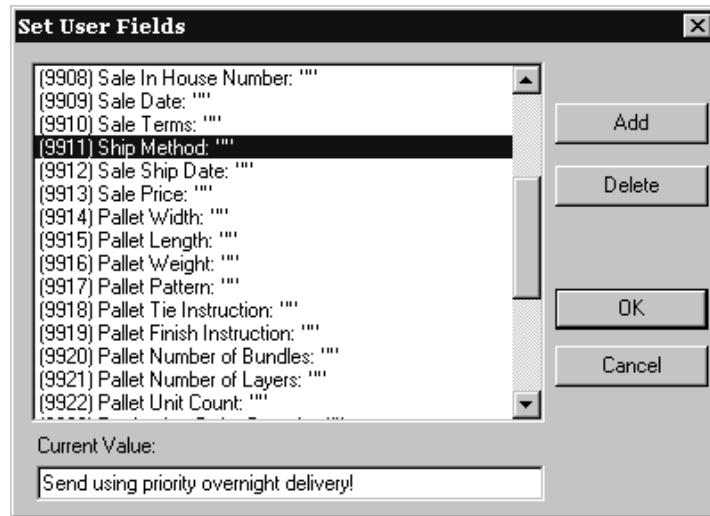 Set User Fields
(9908) Sale In House Number: ""
(9909) Sale Date: ""
(9910) Sale Terms: ""
(9911) Ship Method: ""
(9912) Sale Ship Date: ""
(9913) Sale Price: ""
(9914) Pallet Width: ""
(9915) Pallet Length: ""
(9916) Pallet Weight: ""
(9917) Pallet Pattern: ""
(9918) Pallet Tie Instruction: ""
(9919) Pallet Finish Instruction: ""
(9920) Pallet Number of Bundles: ""
(9921) Pallet Number of Layers: ""
(9922) Pallet Unit Count: ""
Add
Delete
OK
Cancel
Current Value:
Send using priority overnight delivery!